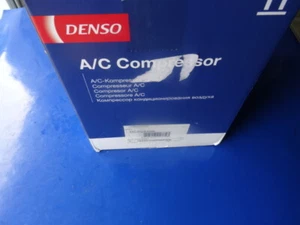 DENSO
A/C Compressor
A/C-Kompressor
Compresseur A/C
Compresor A/C
Compressore A/C
Компрессор кондиционирования воздуха